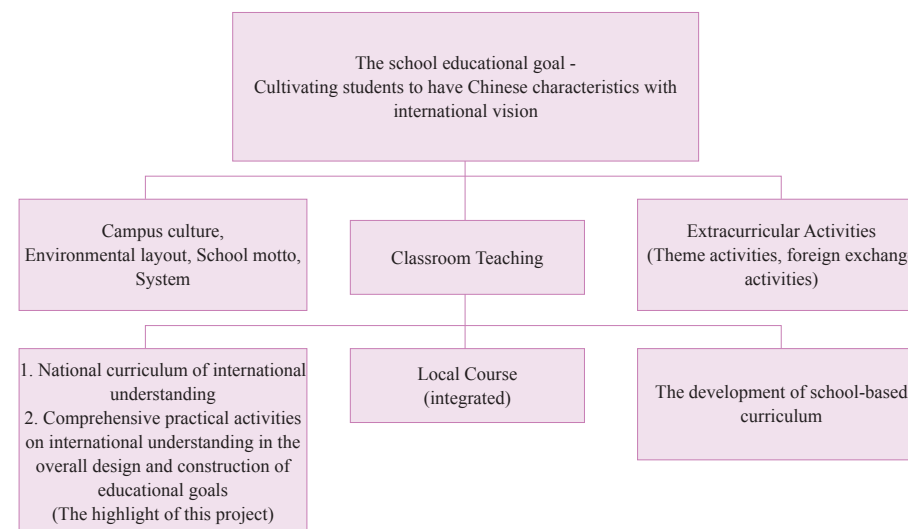 The school educational goal -
Cultivating students to have Chinese characteristics with
international vision
Campus culture,
Environmental layout, School motto,
System
Classroom Teaching
Extracurricular Activities
(Theme activities, foreign exchange
activities)
1. National curriculum of international
understanding
2. Comprehensive practical activities
on international understanding in the
overall design and construction of
educational goals
(The highlight of this project)
Local Course
(integrated)
The development of school-based
curriculum